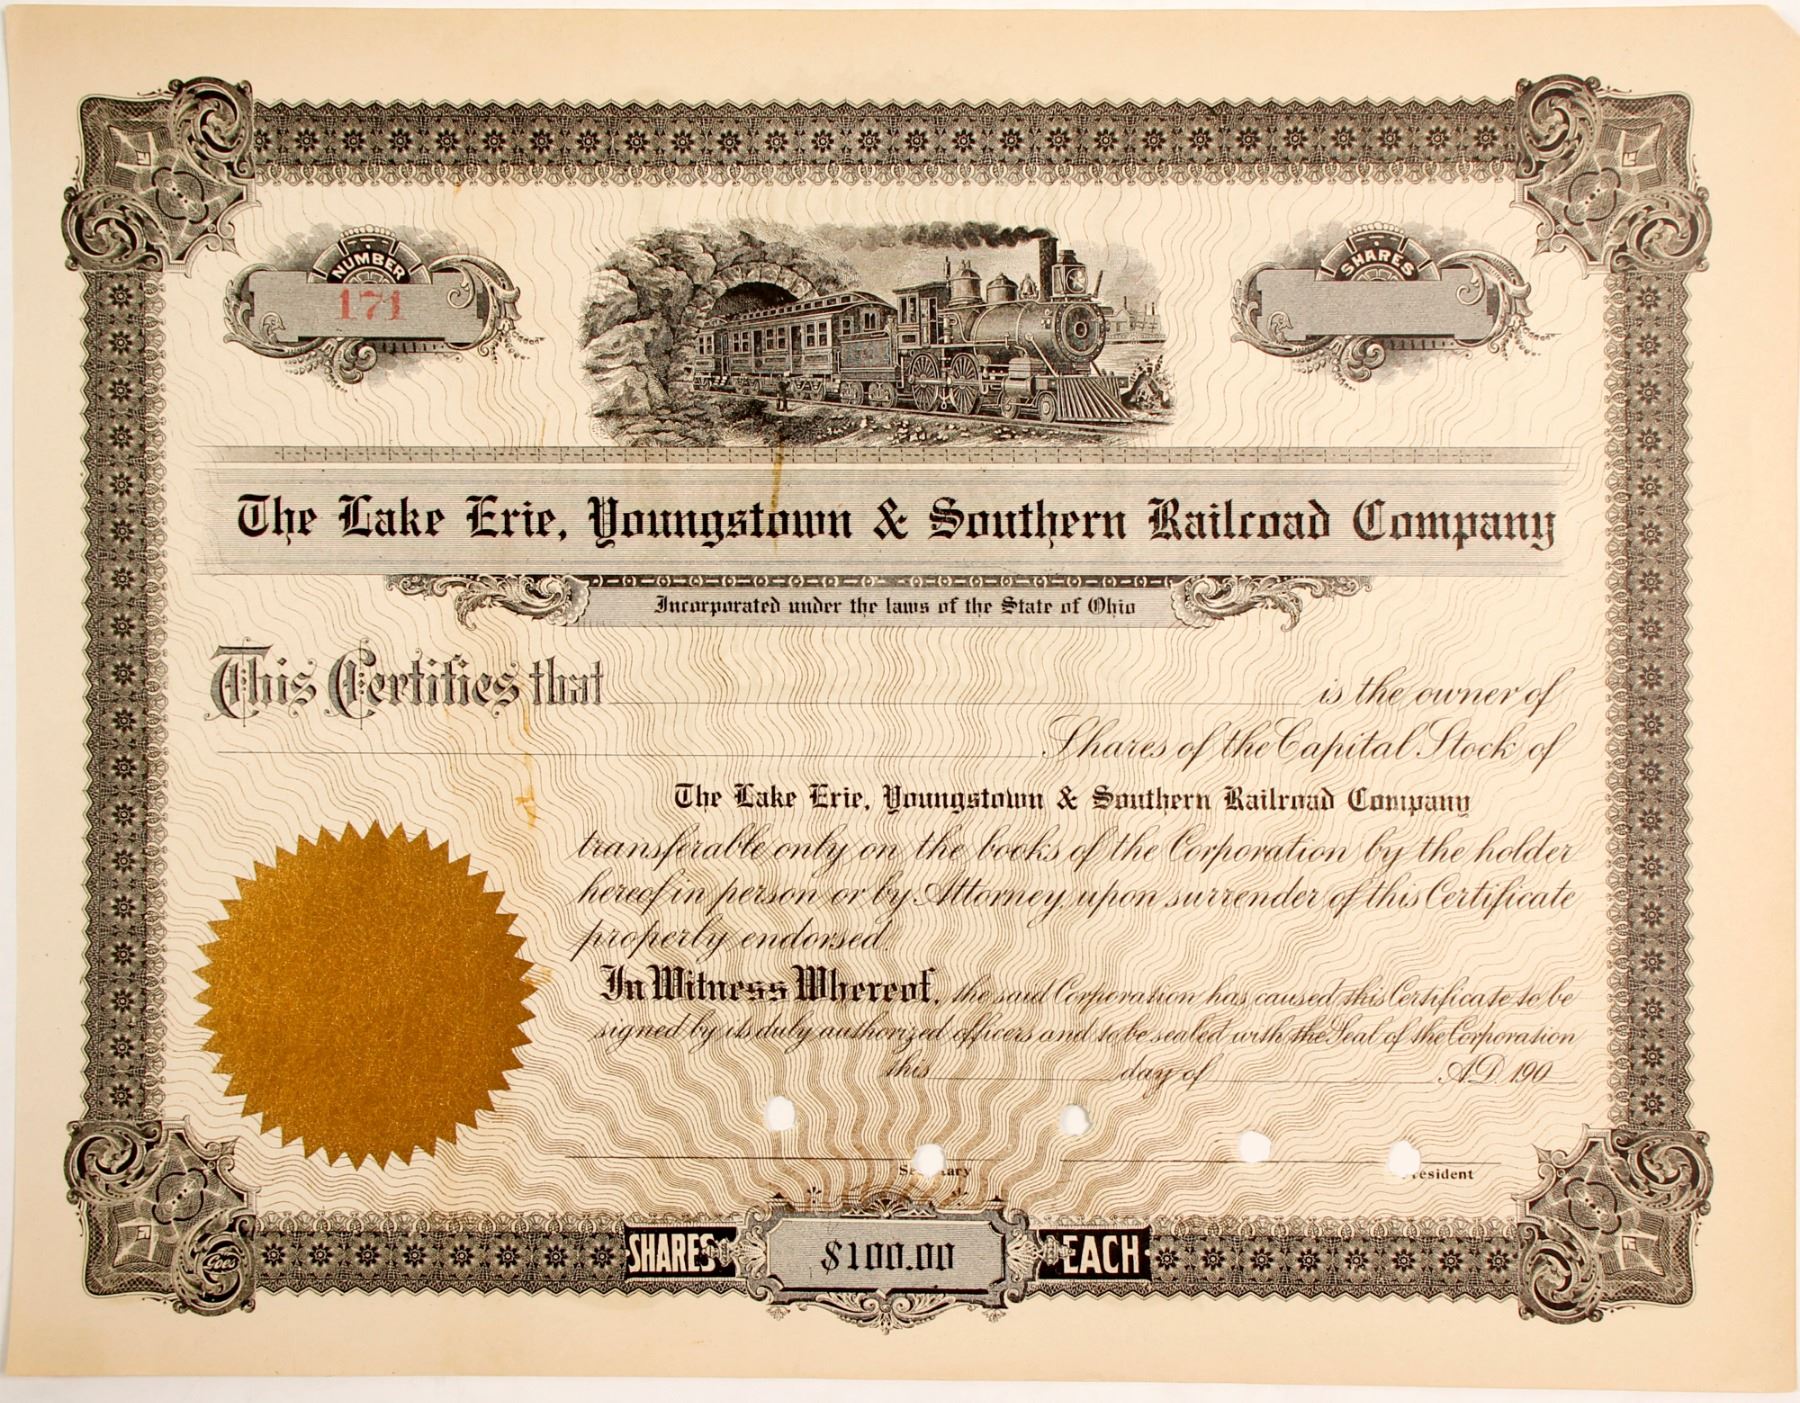 NUMBER
171
SHARES
The Lake Erie, Youngstown & Southern Railroad Company
Incorporated under the laws of the State of Ohio
This Certifies that is the owner of
Shares of the Capital Stock of
The Lake Erie, Youngstown & Southern Railroad Company
transferable only on the books of the Corporation by the holder
hereof in person or by Attorney, upon surrender of this Certificate
properly endorsed.
In Witness Whereof, the said Corporation has caused this Certificate to be
signed by its duly authorized officers and to be sealed with the Seal of the Corporation
this day of A.D. 190
Se tary
resident
Goes
SHARES $100.00 EACH